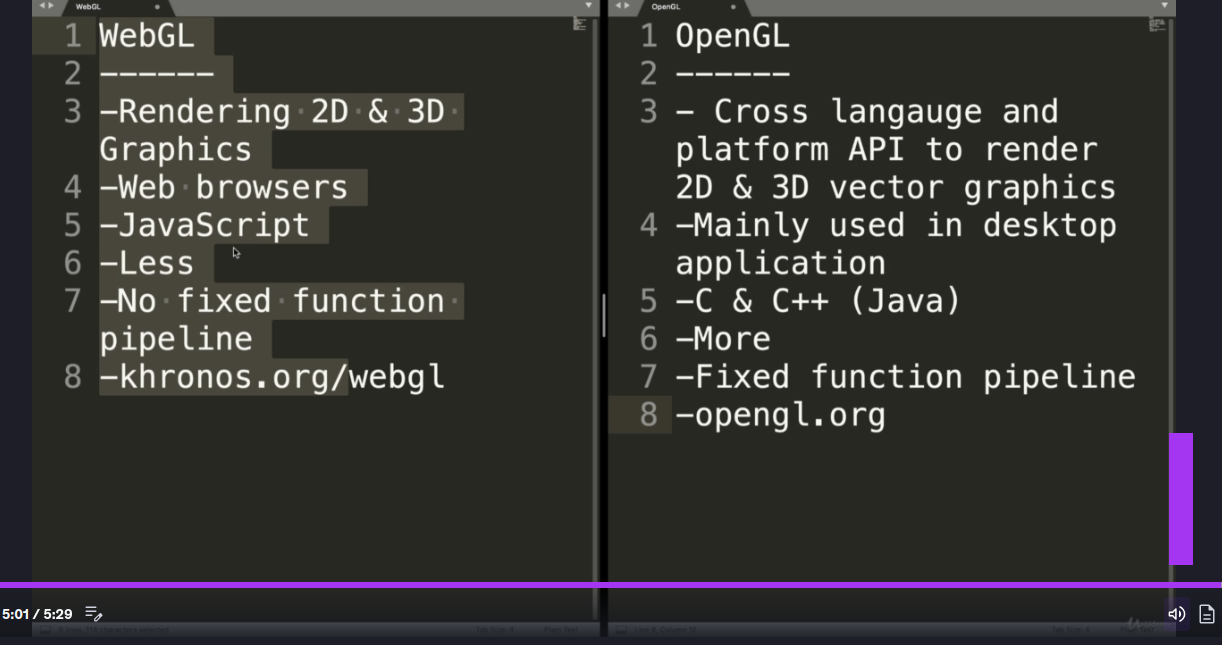 WebGL
1 WebGL
2 ------
3 -Rendering 2D & 3D
Graphics
4 -Web browsers
5 -JavaScript
6 -Less
7 -No fixed function
pipeline
8 -khronos.org/webgl
OpenGL
1 OpenGL
2 ------
3 - Cross langauge and
platform API to render
2D & 3D vector graphics
4 -Mainly used in desktop
application
5 -C & C++ (Java)
6 -More
7 -Fixed function pipeline
8 -opengl.org
5:01 / 5:29